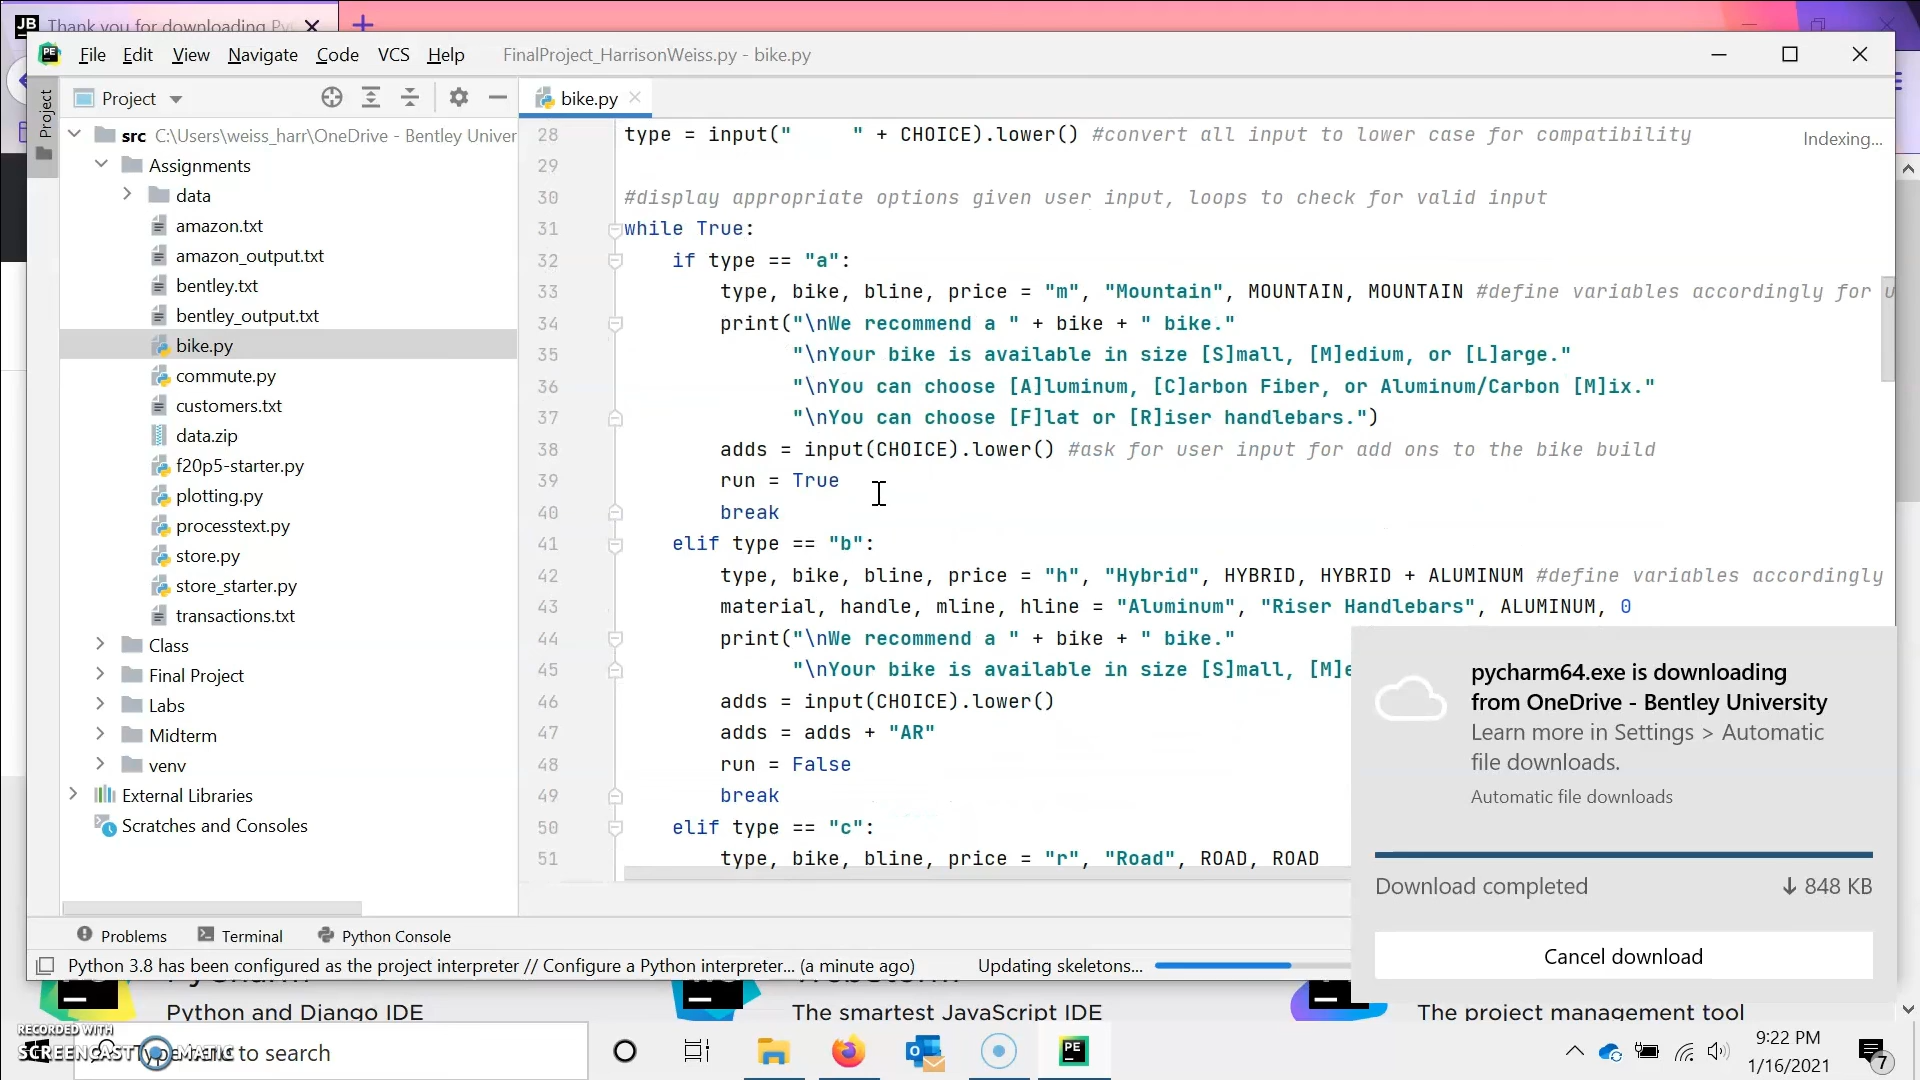 JB Thank you for downloading Py
PE File Edit View Navigate Code VCS Help FinalProject_HarrisonWeiss.py - bike.py
Project
Project
bike.py
src C:\Users\weiss_harr\OneDrive - Bentley Univer
Assignments
data
amazon.txt
amazon_output.txt
bentley.txt
bentley_output.txt
bike.py
commute.py
customers.txt
data.zip
f20p5-starter.py
plotting.py
processtext.py
store.py
store_starter.py
transactions.txt
Class
Final Project
Labs
Midterm
venv
External Libraries
Scratches and Consoles
Indexing...
28 type = input("     " + CHOICE).lower() #convert all input to lower case for compatibility
29
30 #display appropriate options given user input, loops to check for valid input
31 while True:
32     if type == "a":
33         type, bike, bline, price = "m", "Mountain", MOUNTAIN, MOUNTAIN #define variables accordingly for u
34         print("\nWe recommend a " + bike + " bike."
35               "\nYour bike is available in size [S]mall, [M]edium, or [L]arge."
36               "\nYou can choose [A]luminum, [C]arbon Fiber, or Aluminum/Carbon [M]ix."
37               "\nYou can choose [F]lat or [R]iser handlebars.")
38         adds = input(CHOICE).lower() #ask for user input for add ons to the bike build
39         run = True
40         break
41     elif type == "b":
42         type, bike, bline, price = "h", "Hybrid", HYBRID, HYBRID + ALUMINUM #define variables accordingly
43         material, handle, mline, hline = "Aluminum", "Riser Handlebars", ALUMINUM, 0
44         print("\nWe recommend a " + bike + " bike."
45               "\nYour bike is available in size [S]mall, [M]e
46         adds = input(CHOICE).lower()
47         adds = adds + "AR"
48         run = False
49         break
50     elif type == "c":
51         type, bike, bline, price = "r", "Road", ROAD, ROAD
pycharm64.exe is downloading
from OneDrive - Bentley University
Learn more in Settings > Automatic
file downloads.
Automatic file downloads
Download completed 848 KB
Cancel download
Problems Terminal Python Console
Python 3.8 has been configured as the project interpreter // Configure a Python interpreter... (a minute ago) Updating skeletons...
Python and Django IDE
The smartest JavaScript IDE
The project management tool
RECORDED WITH
SCREENCAST MATIC
to search
PE
9:22 PM
1/16/2021
7